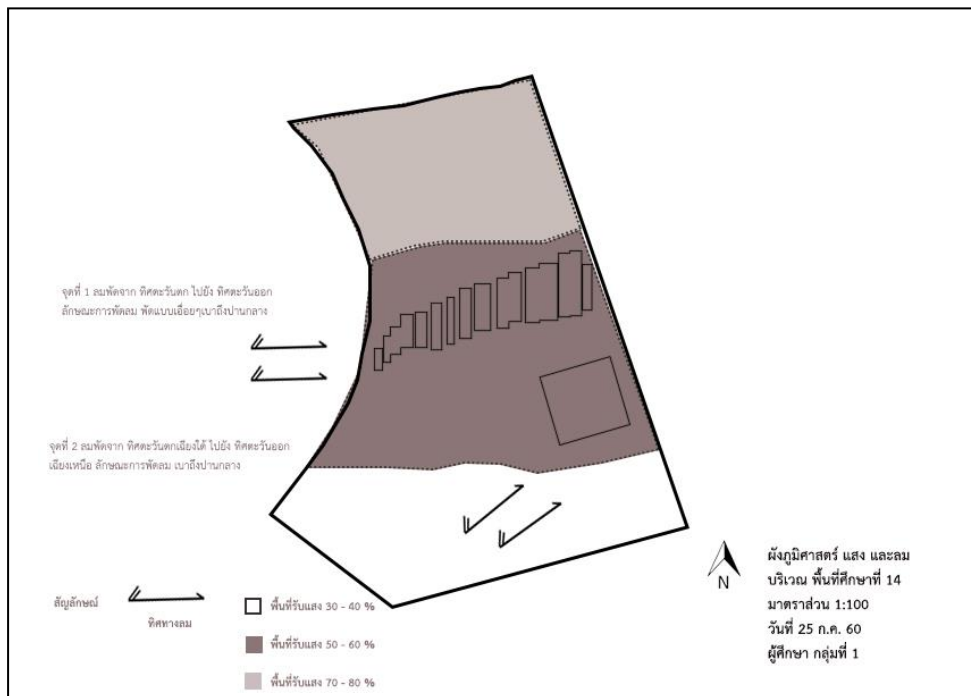 จุดที่ 1 ลมพัดจาก ทิศตะวันตก ไปยัง ทิศตะวันออก
ลักษณะการพัดลม พัดแบบเอื่อยๆเบาถึงปานกลาง
จุดที่ 2 ลมพัดจาก ทิศตะวันตกเฉียงใต้ ไปยัง ทิศตะวันออก
เฉียงเหนือ ลักษณะการพัดลม เบาถึงปานกลาง
สัญลักษณ์
ทิศทางลม
พื้นที่รับแสง 30 - 40 %
พื้นที่รับแสง 50 - 60 %
พื้นที่รับแสง 70 - 80 %
N
ผังภูมิศาสตร์ แสง และลม
บริเวณ พื้นที่ศึกษาที่ 14
มาตราส่วน 1:100
วันที่ 25 ก.ค. 60
ผู้ศึกษา กลุ่มที่ 1